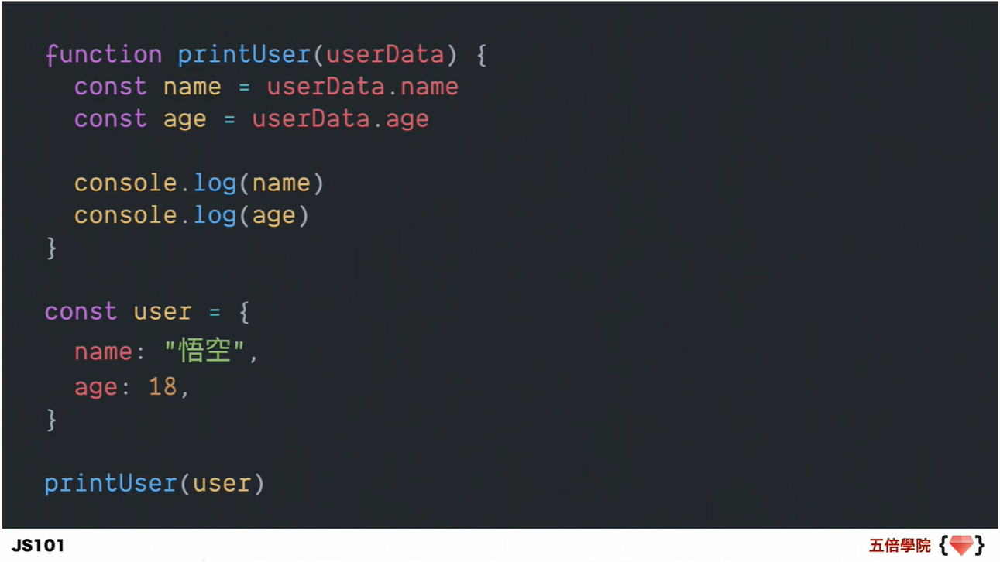 function printUser(userData) {
  const name = userData.name
  const age = userData.age

  console.log(name)
  console.log(age)
}

const user = {
  name: "悟空",
  age: 18,
}

printUser(user)
JS101
五倍學院 { }